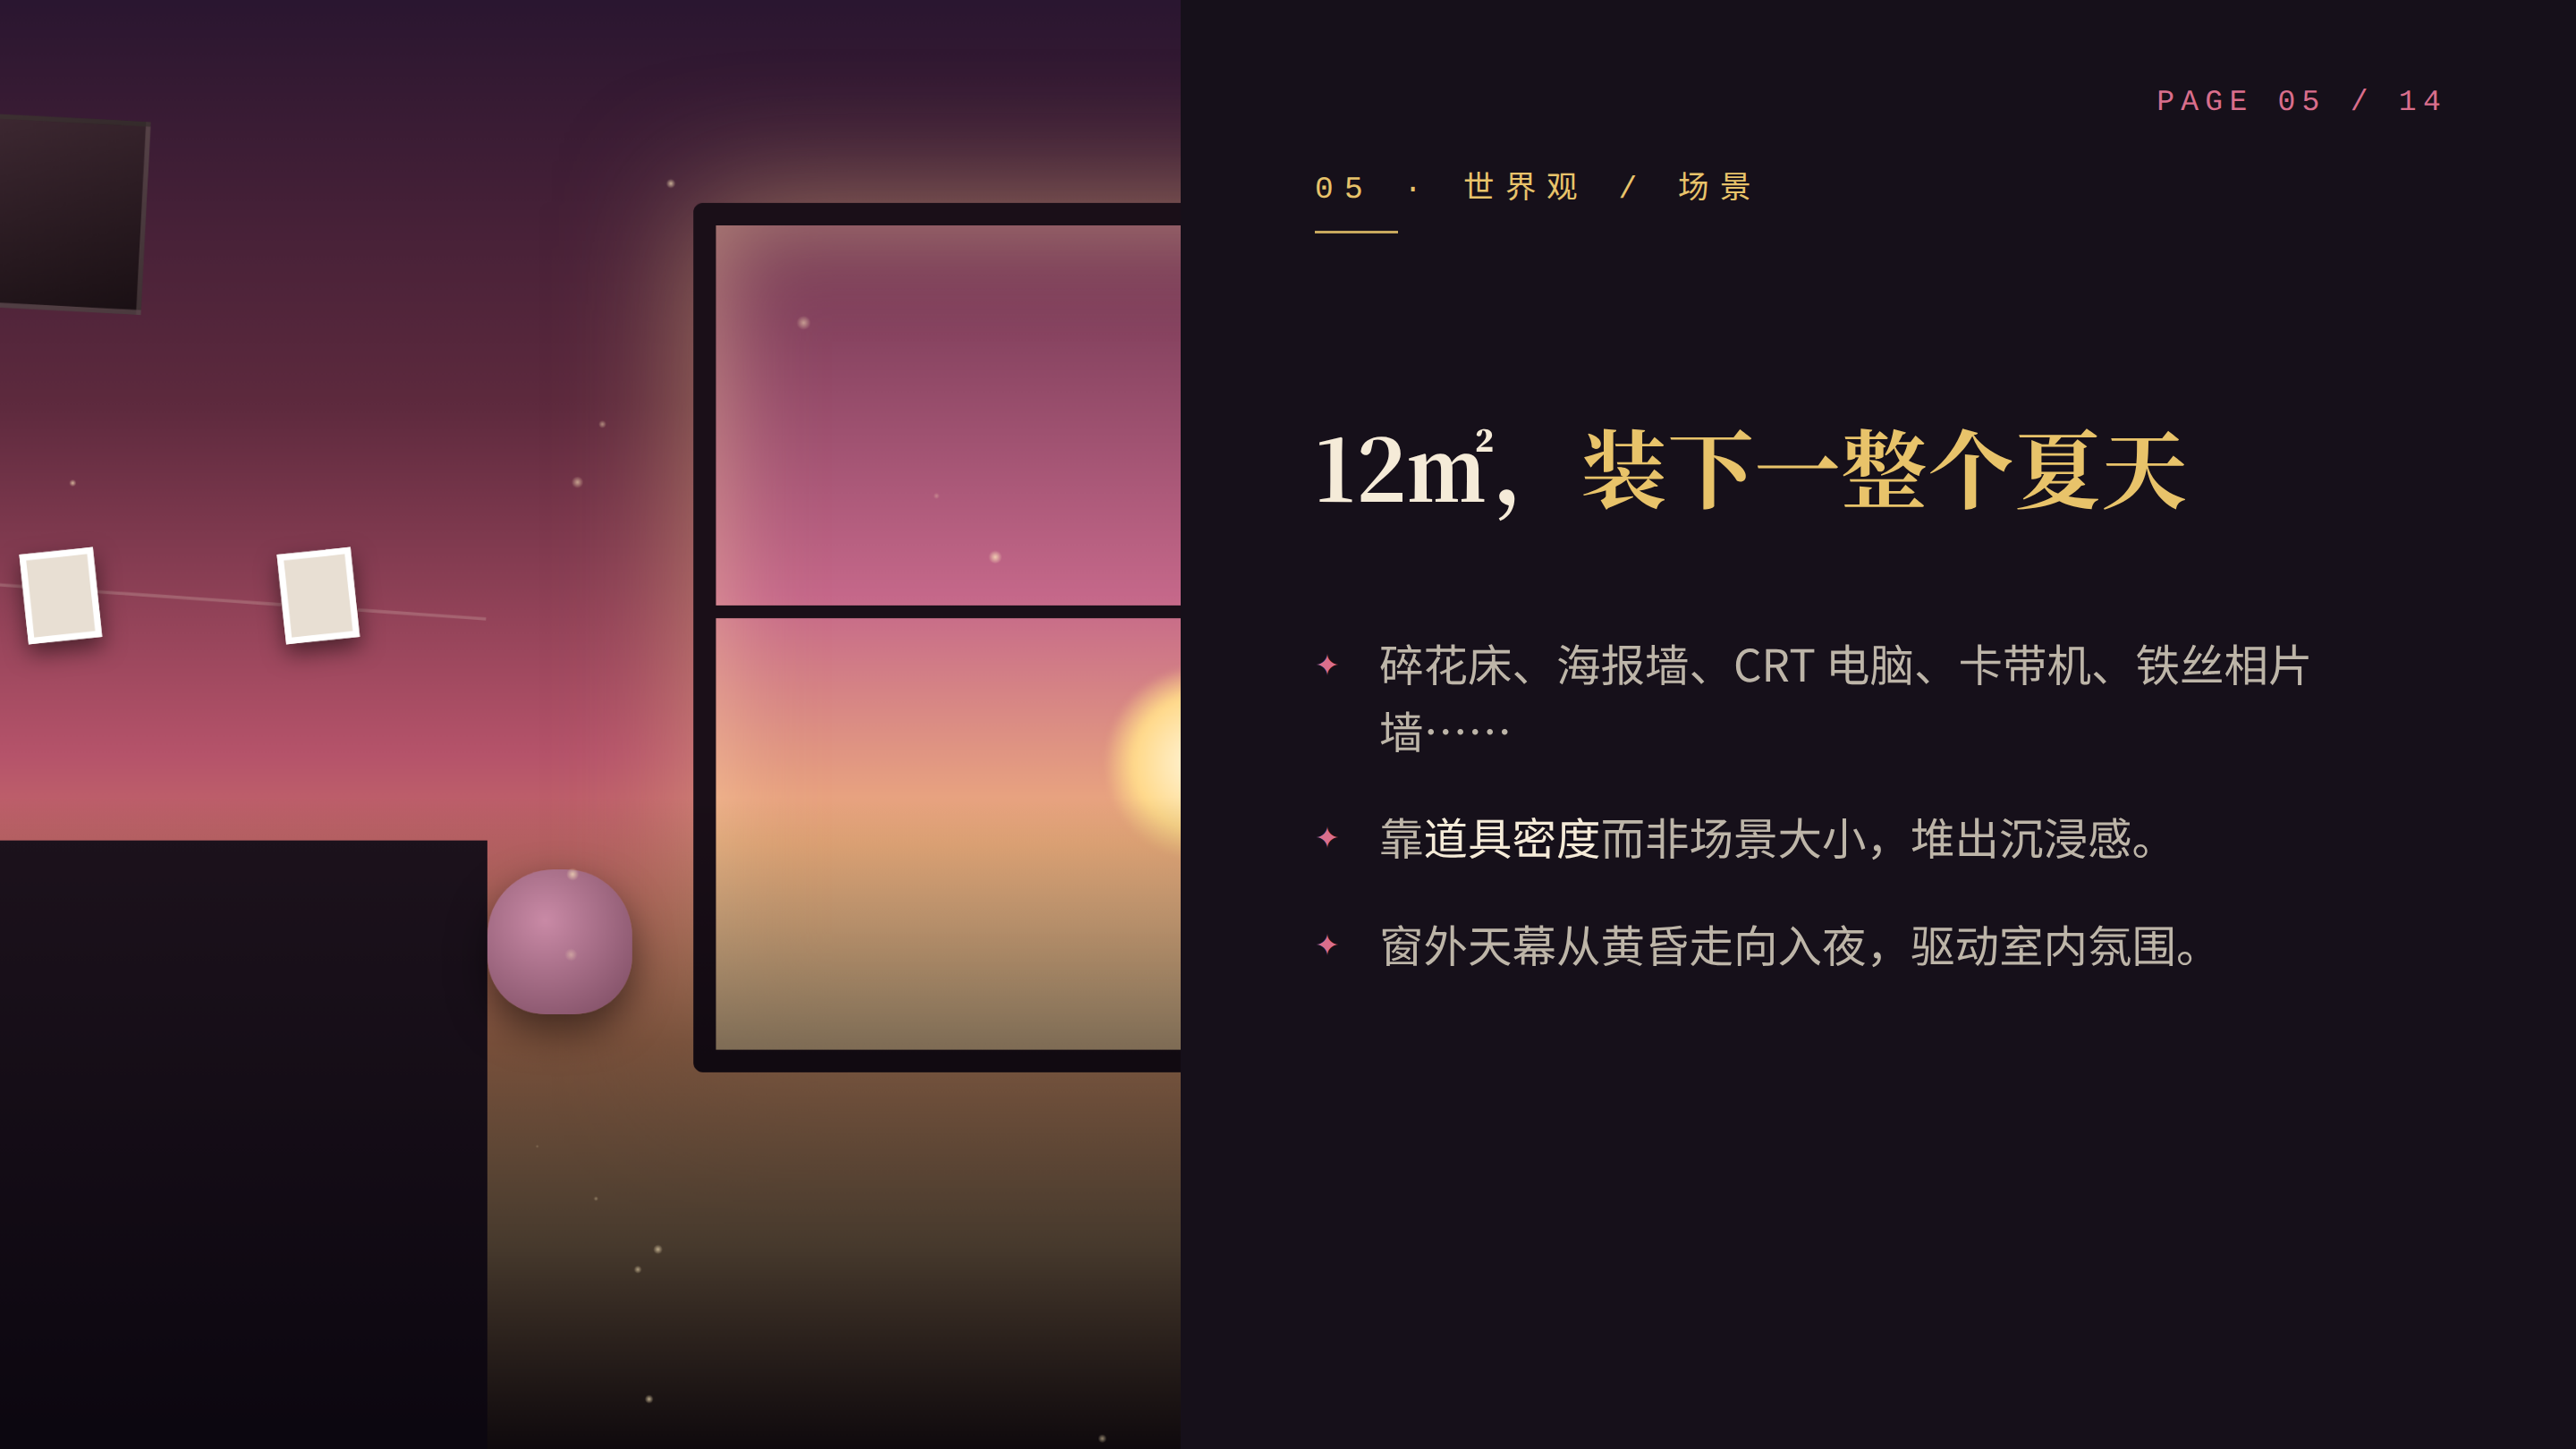 PAGE 05 / 14
05 · 世界观 / 场景
12㎡，装下一整个夏天
✦ 碎花床、海报墙、CRT 电脑、卡带机、铁丝相片
墙……
✦ 靠道具密度而非场景大小，堆出沉浸感。
✦ 窗外天幕从黄昏走向入夜，驱动室内氛围。